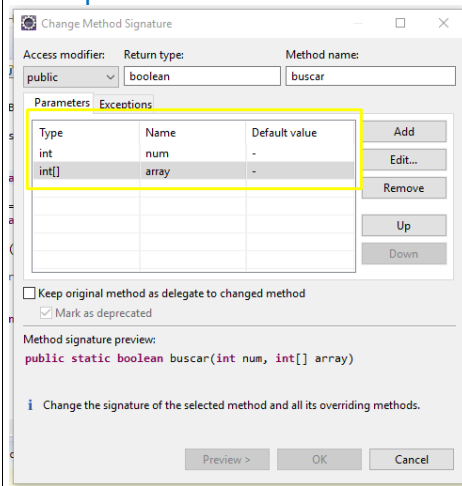 Change Method Signature
Access modifier: Return type: Method name:
public boolean buscar
Parameters Exceptions
Type Name Default value
int num -
int[] array -
Add
Edit...
Remove
Up
Down
Keep original method as delegate to changed method
Mark as deprecated
Method signature preview:
public static boolean buscar(int num, int[] array)
i Change the signature of the selected method and all its overriding methods.
Preview > OK Cancel